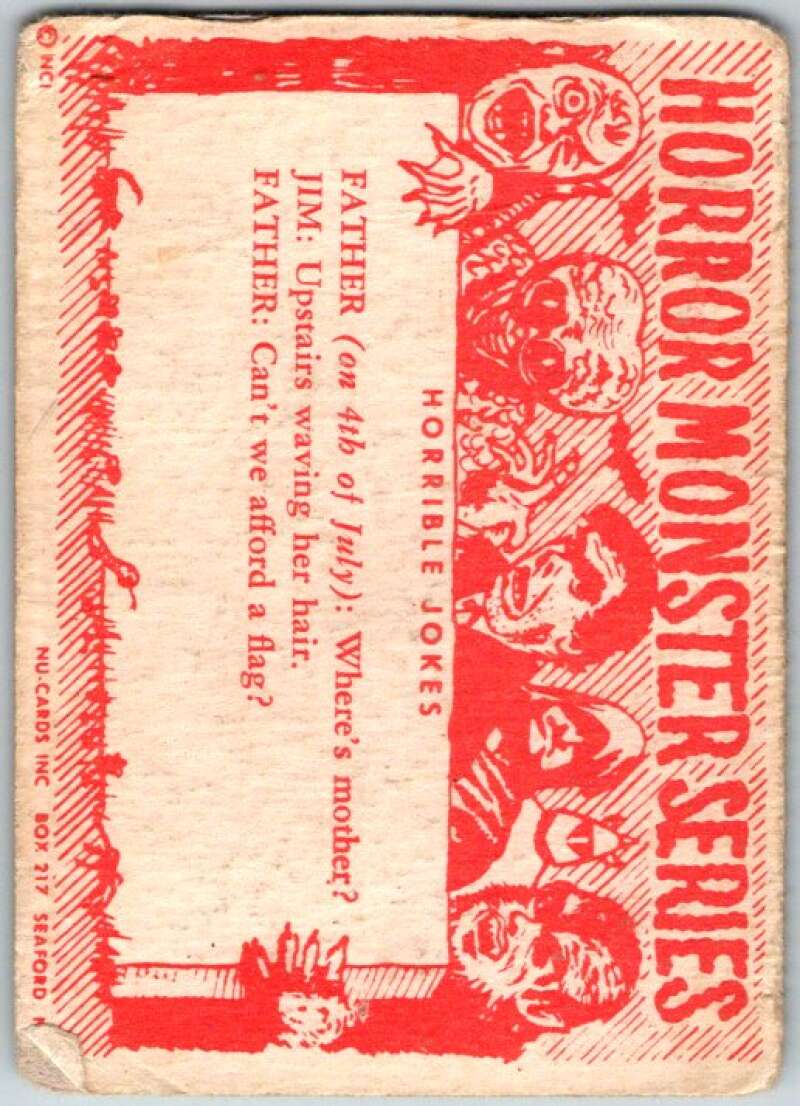 HORROR MONSTER SERIES
HORRIBLE JOKES
FATHER (on 4th of July): Where's mother?
JIM: Upstairs waving her hair.
FATHER: Can't we afford a flag?
© NCI
NU-CARDS INC BOX 217 SEAFORD